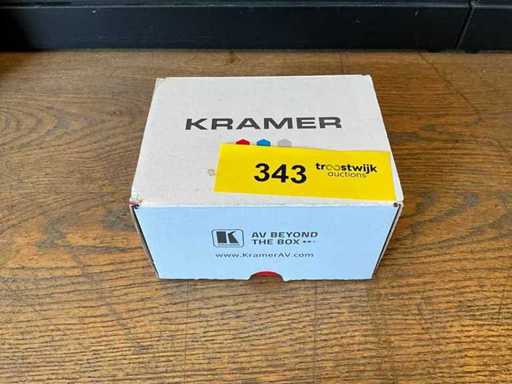 KRAMER
343
troostwijk
auctions
K
AV BEYOND
THE BOX
www.KramerAV.com